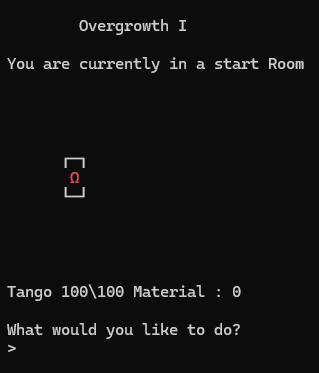 Overgrowth I
You are currently in a start Room
Ω
Tango 100\100 Material : 0
What would you like to do?
>